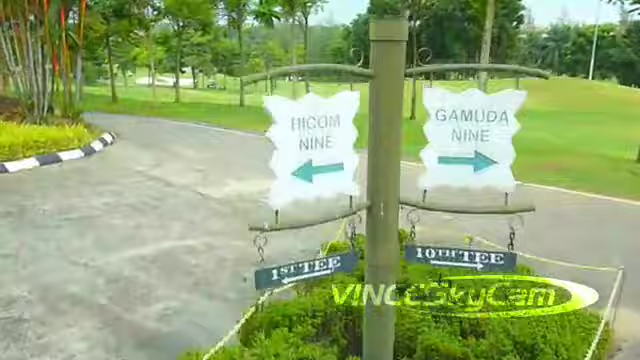 HICOM
NINE
GAMUDA
NINE
1ST TEE
10TH TEE
VINCESkyCam